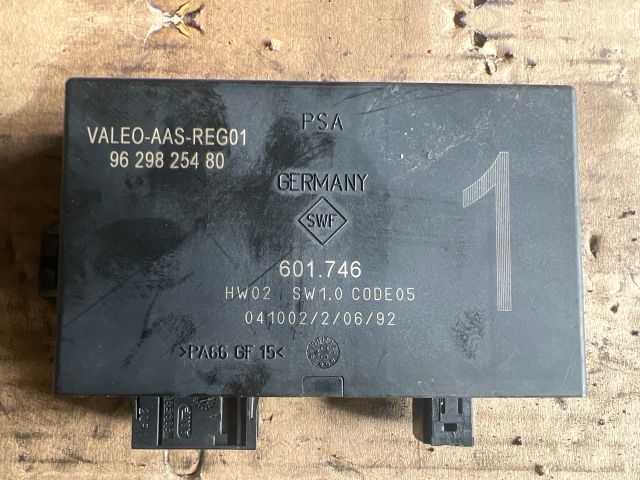 PSA
VALEO-AAS-REG01
96 298 254 80
GERMANY
SWF
1
601.746
HW02 SW1.0 CODE05
041002/2/06/92
>PA66 GF 15<